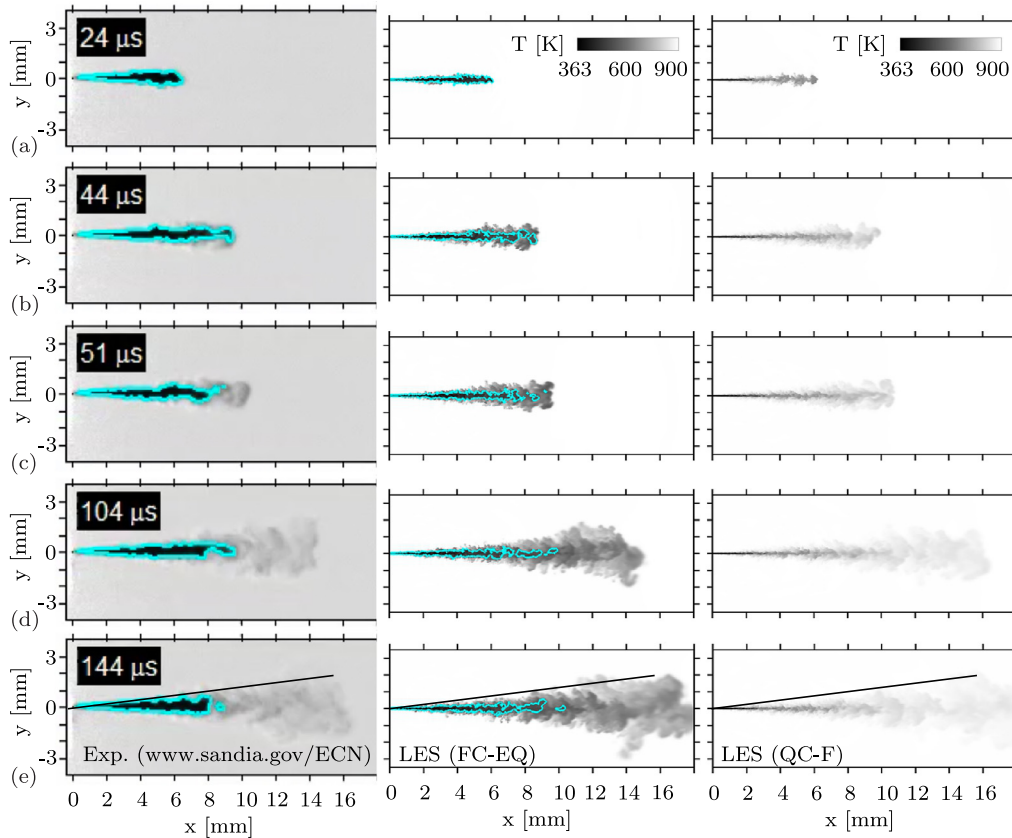 24 µs
T [K]
363 600 900
T [K]
363 600 900
3
0
-3
y [mm]
(a)
44 µs
3
0
-3
y [mm]
(b)
51 µs
3
0
-3
y [mm]
(c)
104 µs
3
0
-3
y [mm]
(d)
144 µs
3
0
-3
y [mm]
(e)
Exp. (www.sandia.gov/ECN)
LES (FC-EQ)
LES (QC-F)
0 2 4 6 8 10 12 14 16
0 2 4 6 8 10 12 14 16
0 2 4 6 8 10 12 14 16
x [mm]
x [mm]
x [mm]